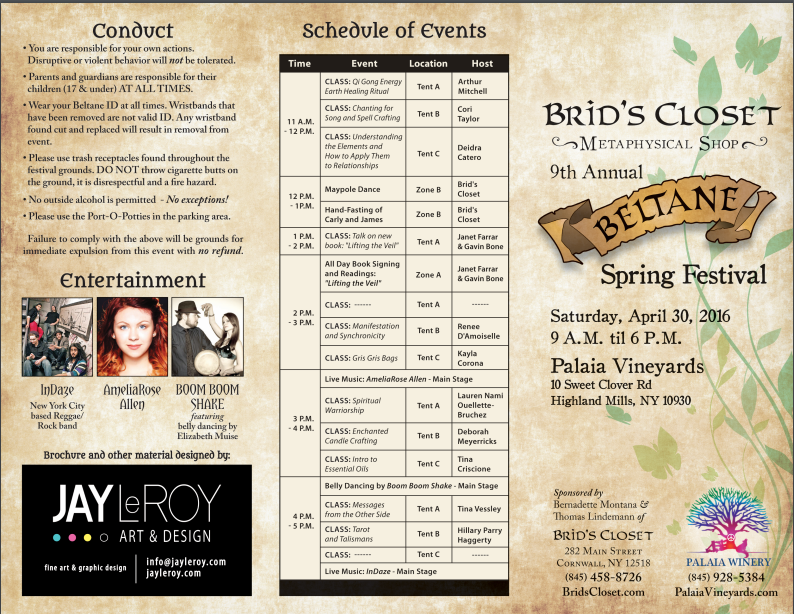 Conduct
• You are responsible for your own actions.
Disruptive or violent behavior will not be tolerated.
• Parents and guardians are responsible for their
children (17 & under) AT ALL TIMES.
• Wear your Beltane ID at all times. Wristbands that
have been removed are not valid ID. Any wristband
found cut and replaced will result in removal from
event.
• Please use trash receptacles found throughout the
festival grounds. DO NOT throw cigarette butts on
the ground, it is disrespectful and a fire hazard.
• No outside alcohol is permitted - No exceptions!
• Please use the Port-O-Potties in the parking area.
Failure to comply with the above will be grounds for
immediate expulsion from this event with no refund.
Entertainment
InDaze
New York City
based Reggae/
Rock band
AmeliaRose
Allen
BOOM BOOM
SHAKE
featuring
belly dancing by
Elizabeth Muise
Brochure and other material designed by:
JAY LeROY
ART & DESIGN
fine art & graphic design
info@jayleroy.com
jayleroy.com
Schedule of Events
Time Event Location Host
11 A.M.
- 12 P.M.
CLASS: Qi Gong Energy
Earth Healing Ritual
Tent A
Arthur
Mitchell
CLASS: Chanting for
Song and Spell Crafting
Tent B
Cori
Taylor
CLASS: Understanding
the Elements and
How to Apply Them
to Relationships
Tent C
Deidra
Catero
12 P.M.
- 1PM.
Maypole Dance
Zone B
Brid's
Closet
Hand-Fasting of
Carly and James
Zone B
Brid's
Closet
1 P.M.
- 2 P.M.
CLASS: Talk on new
book: "Lifting the Veil"
Tent A
Janet Farrar
& Gavin Bone
2 P.M.
- 3 P.M.
All Day Book Signing
and Readings:
"Lifting the Veil"
Zone A
Janet Farrar
& Gavin Bone
CLASS: ------
Tent A
------
CLASS: Manifestation
and Synchronicity
Tent B
Renee
D'Amoiselle
CLASS: Gris Gris Bags
Tent C
Kayla
Corona
3 P.M.
- 4 P.M.
Live Music: AmeliaRose Allen - Main Stage
CLASS: Spiritual
Warriorship
Tent A
Lauren Nami
Ouellette-
Bruchez
CLASS: Enchanted
Candle Crafting
Tent B
Deborah
Meyerricks
CLASS: Intro to
Essential Oils
Tent C
Tina
Criscione
4 P.M.
- 5 P.M.
Belly Dancing by Boom Boom Shake - Main Stage
CLASS: Messages
from the Other Side
Tent A
Tina Vessley
CLASS: Tarot
and Talismans
Tent B
Hillary Parry
Haggerty
CLASS: ------
Tent C
------
Live Music: InDaze - Main Stage
BRiD'S CLOSET
METAPHYSICAL SHOP
9th Annual
BELTANE
Spring Festival
Saturday, April 30, 2016
9 A.M. til 6 P.M.
Palaia Vineyards
10 Sweet Clover Rd
Highland Mills, NY 10930
Sponsored by
Bernadette Montana &
Thomas Lindemann of
BRiD'S CLOSET
282 MAIN STREET
CORNWALL, NY 12518
(845) 458-8726
BridsCloset.com
PALAIA WINERY
(845) 928-5384
PalaiaVineyards.com